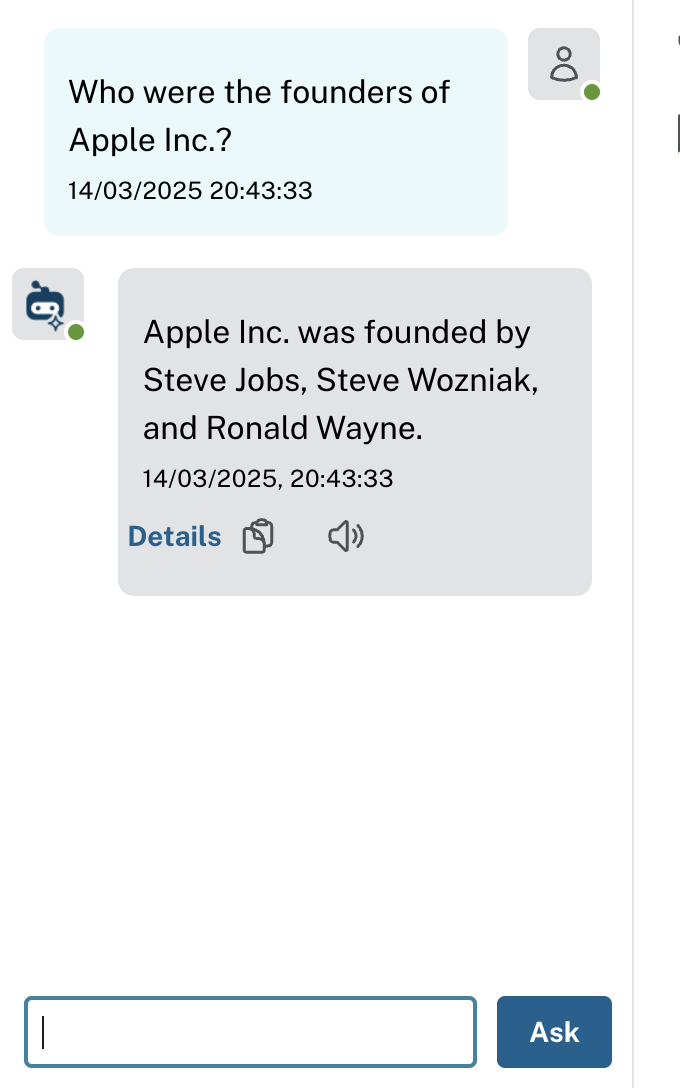 Who were the founders of
Apple Inc.?
14/03/2025 20:43:33
Apple Inc. was founded by
Steve Jobs, Steve Wozniak,
and Ronald Wayne.
14/03/2025, 20:43:33
Details
Ask